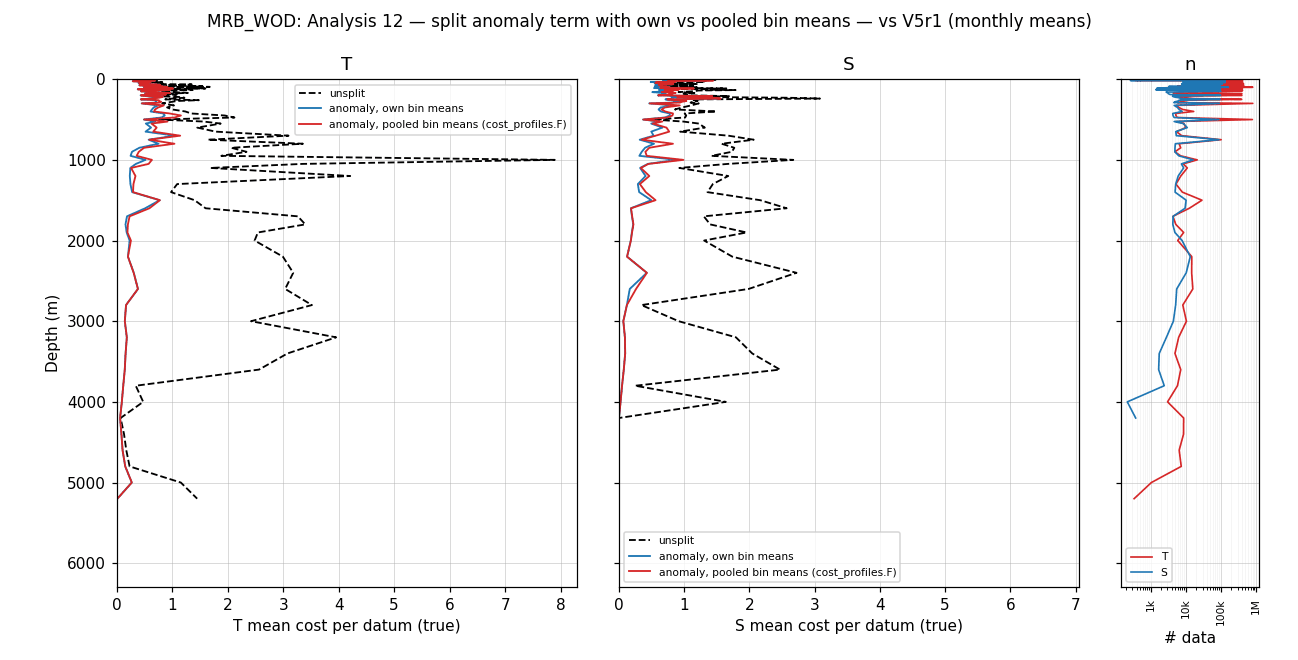 MRB_WOD: Analysis 12 — split anomaly term with own vs pooled bin means — vs V5r1 (monthly means)
T
S
n
unsplit
anomaly, own bin means
anomaly, pooled bin means (cost_profiles.F)
0
1000
2000
3000
4000
5000
6000
Depth (m)
unsplit
anomaly, own bin means
anomaly, pooled bin means (cost_profiles.F)
T
S
0 1 2 3 4 5 6 7 8
0 1 2 3 4 5 6 7
1k 10k 100k 1M
T mean cost per datum (true)
S mean cost per datum (true)
# data